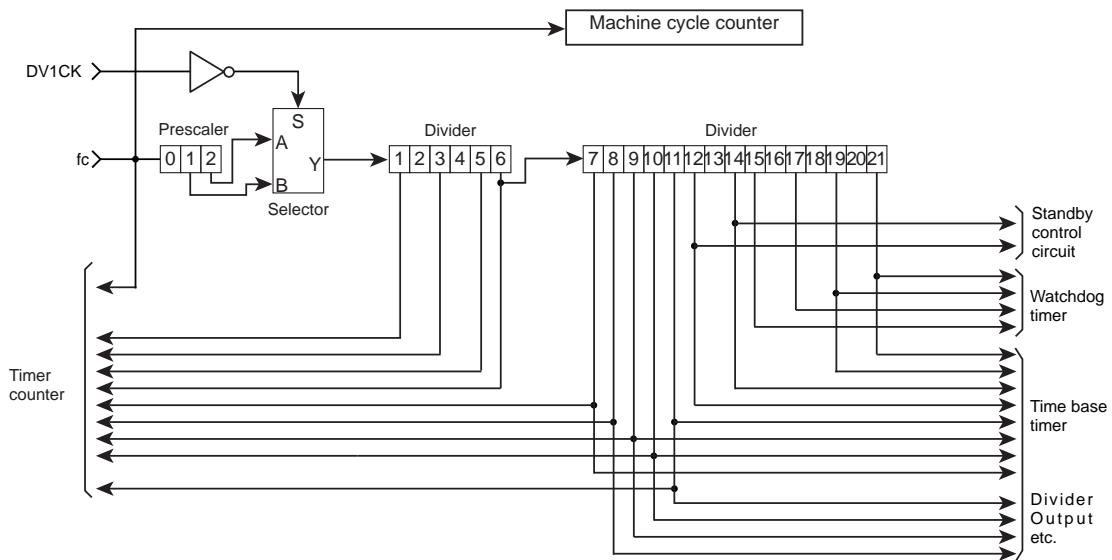 Machine cycle counter
DV1CK
S
Prescaler
Divider
Divider
fc
0 1 2
A
Y
B
1 2 3 4 5 6
7 8 9 10 11 12 13 14 15 16 17 18 19 20 21
Selector
Standby
control
circuit
Watchdog
timer
Timer
counter
Time base
timer
Divider
Output
etc.